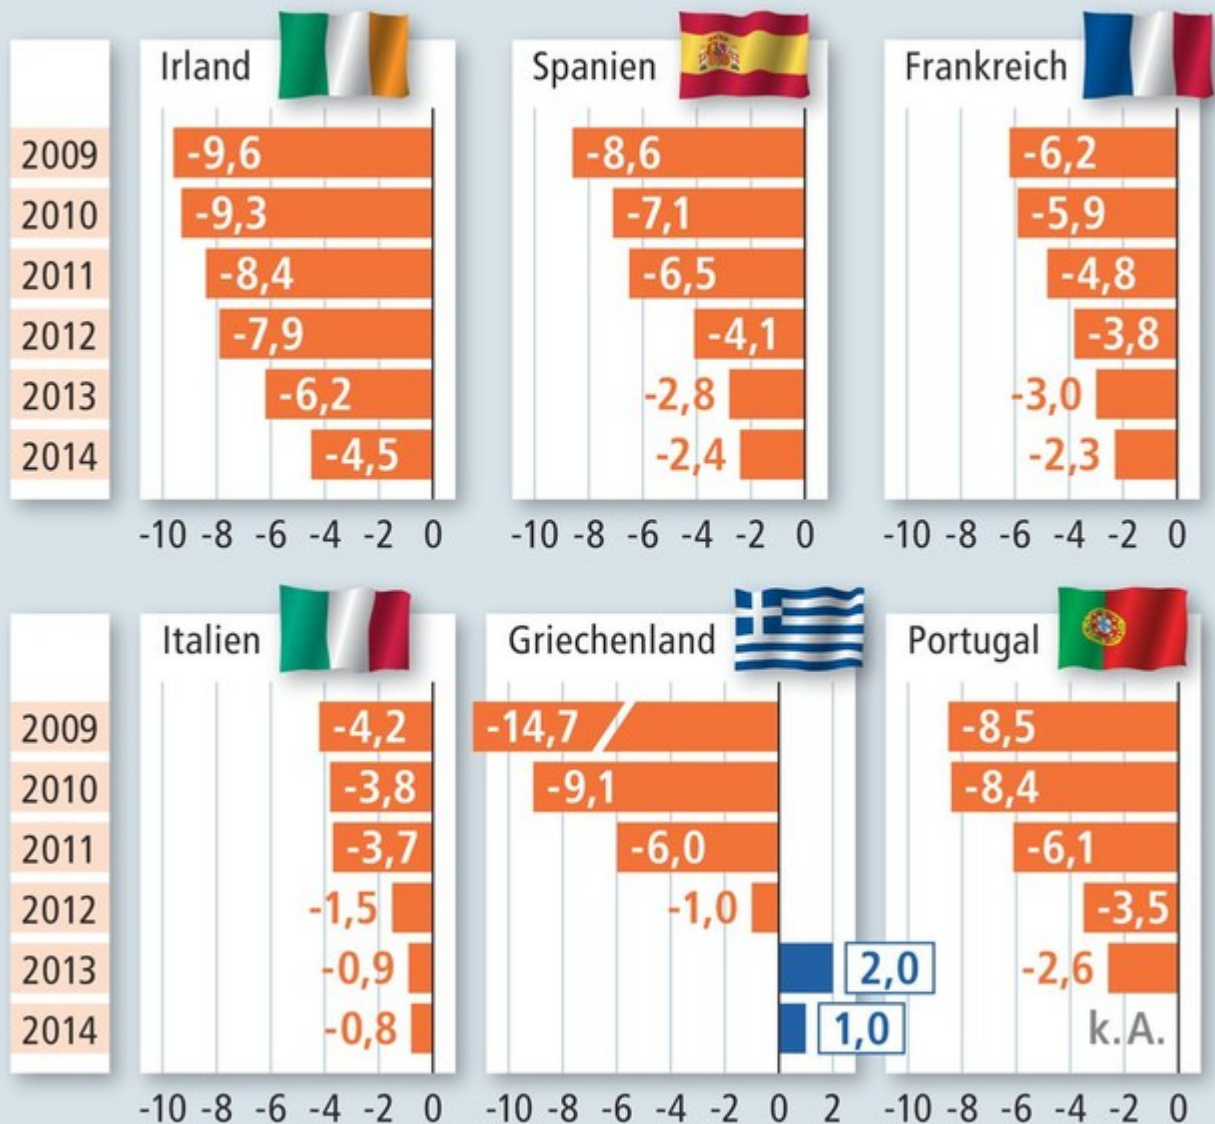 Irland Spanien Frankreich
2009 -9,6 -8,6 -6,2
2010 -9,3 -7,1 -5,9
2011 -8,4 -6,5 -4,8
2012 -7,9 -4,1 -3,8
2013 -6,2 -2,8 -3,0
2014 -4,5 -2,4 -2,3
-10 -8 -6 -4 -2 0 -10 -8 -6 -4 -2 0 -10 -8 -6 -4 -2 0
Italien Griechenland Portugal
2009 -4,2 -14,7 -8,5
2010 -3,8 -9,1 -8,4
2011 -3,7 -6,0 -6,1
2012 -1,5 -1,0 -3,5
2013 -0,9 2,0 -2,6
2014 -0,8 1,0 k.A.
-10 -8 -6 -4 -2 0 -10 -8 -6 -4 -2 0 2 -10 -8 -6 -4 -2 0